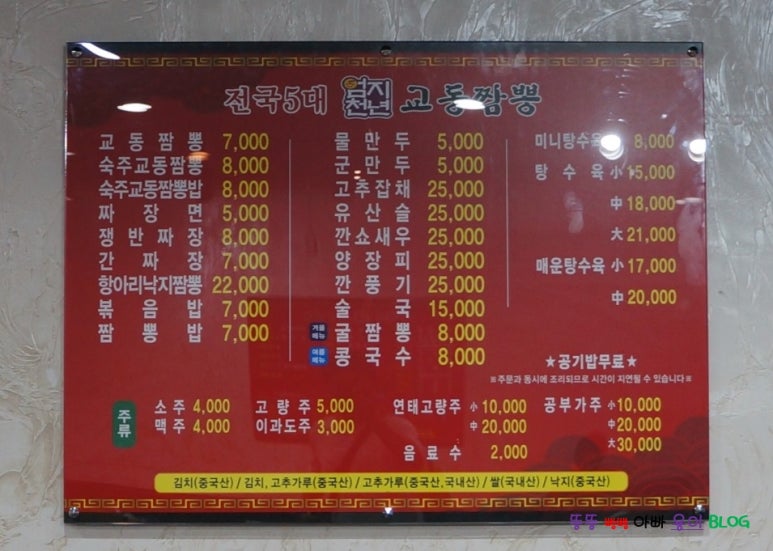 전국5대 엄지천년 교동짬뽕
교동짬뽕 7,000
숙주교동짬뽕 8,000
숙주교동짬뽕밥 8,000
짜장면 5,000
쟁반짜장 8,000
간짜장 7,000
항아리낙지짬뽕 22,000
볶음밥 7,000
짬뽕밥 7,000
물만두 5,000
군만두 5,000
고추잡채 25,000
유산슬 25,000
깐쇼새우 25,000
양장피 25,000
깐풍기 25,000
술국 15,000
겨울메뉴 굴짬뽕 8,000
여름메뉴 콩국수 8,000
미니탕수육 8,000
탕수육 小 15,000
中 18,000
大 21,000
매운탕수육 小 17,000
中 20,000
★공기밥무료★
※주문과 동시에 조리되므로 시간이 지연될 수 있습니다※
주류
소주 4,000
맥주 4,000
고량주 5,000
이과도주 3,000
연태고량주 小 10,000
中 20,000
음료수 2,000
공부가주 小 10,000
中 20,000
大 30,000
김치(중국산) / 김치, 고추가루(중국산) / 고추가루(중국산,국내산) / 쌀(국내산) / 낙지(중국산)
뚱뚱 빠빠 아빠 웅이 BLOG